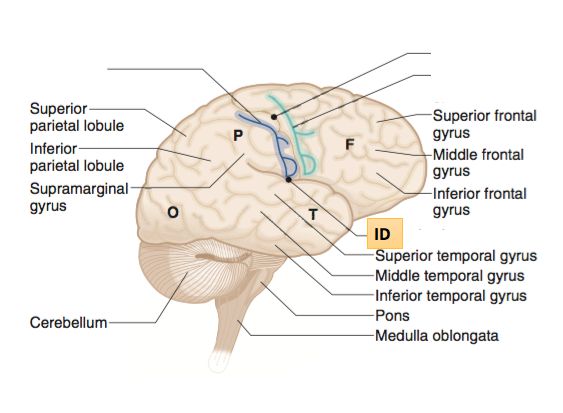 Superior
parietal lobule
Inferior
parietal lobule
Supramarginal
gyrus
P
F
O
T
Superior frontal
gyrus
Middle frontal
gyrus
Inferior frontal
gyrus
ID
Superior temporal gyrus
Middle temporal gyrus
Inferior temporal gyrus
Pons
Medulla oblongata
Cerebellum